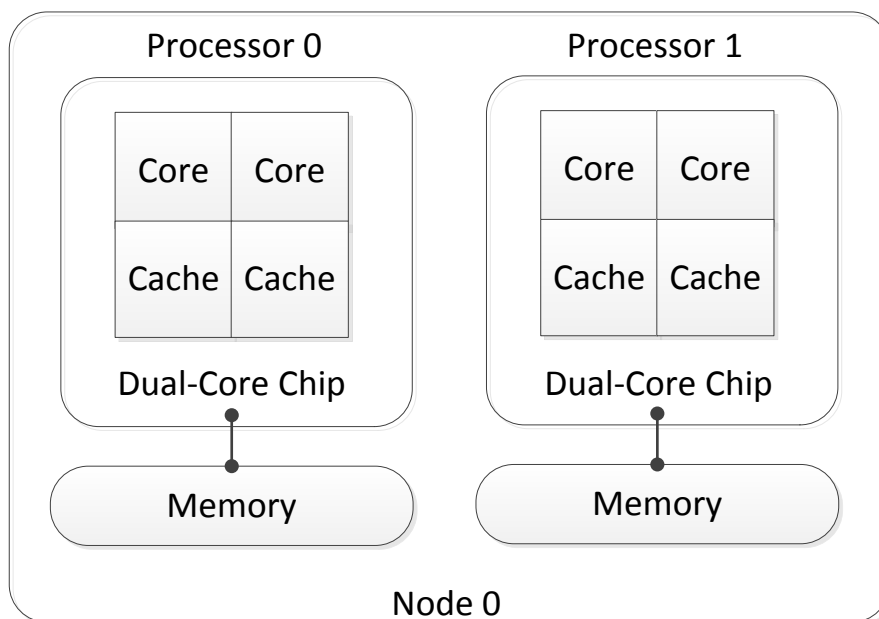 Processor 0
Processor 1
Core Core
Core Core
Cache Cache
Cache Cache
Dual-Core Chip
Dual-Core Chip
Memory
Memory
Node 0